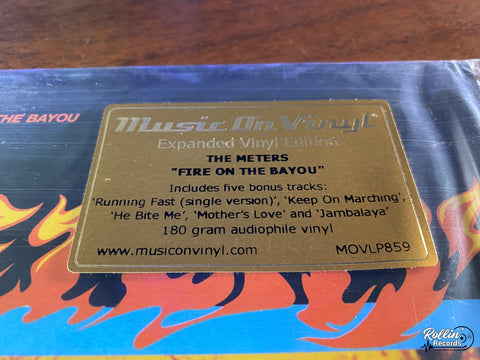 THE BAYOU
Music On Vinyl
Expanded Vinyl Edition
THE METERS
"FIRE ON THE BAYOU"
Includes five bonus tracks:
'Running Fast (single version)', 'Keep On Marching',
'He Bite Me', 'Mother's Love' and 'Jambalaya'
180 gram audiophile vinyl
www.musiconvinyl.com MOVLP859
Rollin'
Records